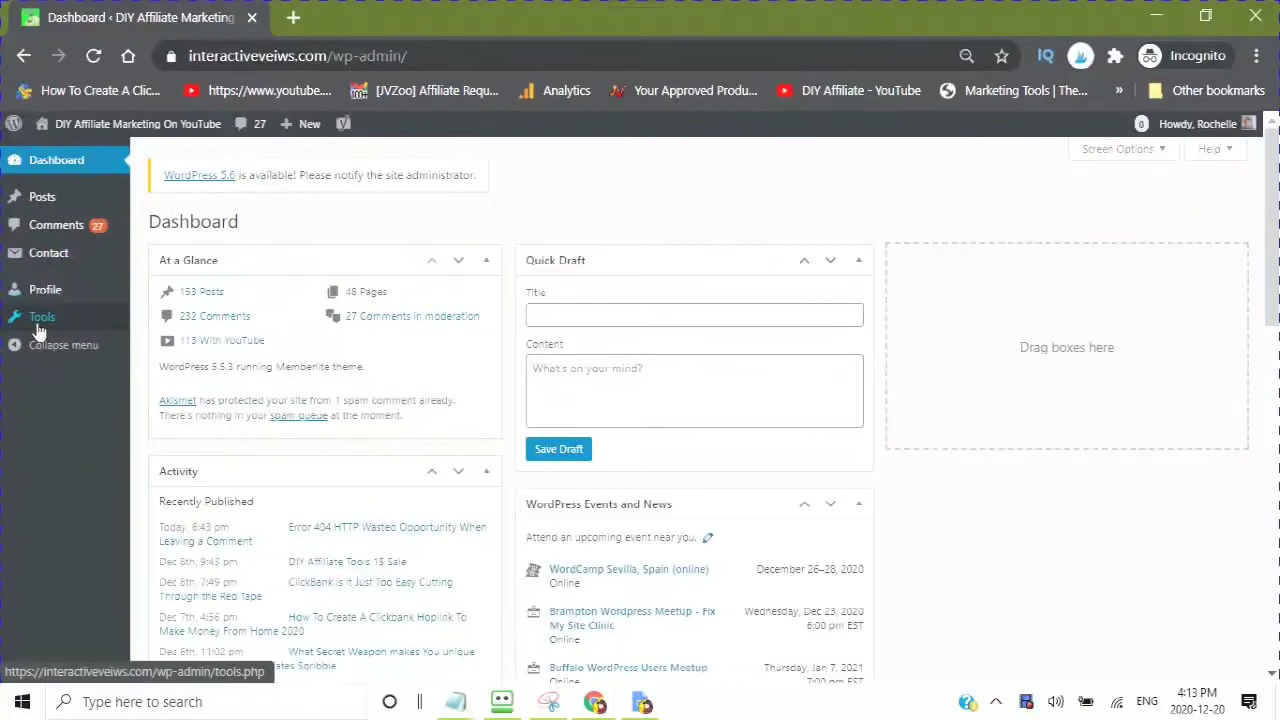 Dashboard < DIY Affiliate Marketing
interactiveveiws.com/wp-admin/
Incognito
How To Create A Clic...
https://www.youtube....
[JVZoo] Affiliate Requ...
Analytics
Your Approved Produ...
DIY Affiliate - YouTube
Marketing Tools | The...
»
Other bookmarks
DIY Affiliate Marketing On YouTube
27
New
0
Howdy, Rochelle
Dashboard
Posts
Comments 27
Contact
Profile
Tools
Collapse menu
Screen Options
Help
WordPress 5.6 is available! Please notify the site administrator.
Dashboard
At a Glance
153 Posts
48 Pages
232 Comments
27 Comments in moderation
113 With YouTube
WordPress 5.5.3 running Memberlite theme.
Akismet has protected your site from 1 spam comment already.
There's nothing in your spam queue at the moment.
Activity
Recently Published
Today, 6:43 pm Error 404 HTTP Wasted Opportunity When
Leaving a Comment
Dec 8th, 9:43 pm DIY Affiliate Tools 1$ Sale
Dec 8th, 7:49 pm ClickBank is It Just Too Easy Cutting
Through the Red Tape
Dec 7th, 4:56 pm How To Create A Clickbank Hoplink To
Make Money From Home 2020
Dec 6th, 11:02 pm What Secret Weapon makes You unique
Quick Draft
Title
Content
What's on your mind?
Save Draft
WordPress Events and News
Attend an upcoming event near you.
WordCamp Sevilla, Spain (online) December 26–28, 2020
Online
Brampton Wordpress Meetup - Fix Wednesday, Dec 23, 2020
My Site Clinic 6:00 pm EST
Online
Buffalo WordPress Users Meetup Thursday, Jan 7, 2021
7:00 pm EST
Drag boxes here
https://interactiveveiws.com/wp-admin/tools.php
Type here to search
ENG
4:13 PM
2020-12-20